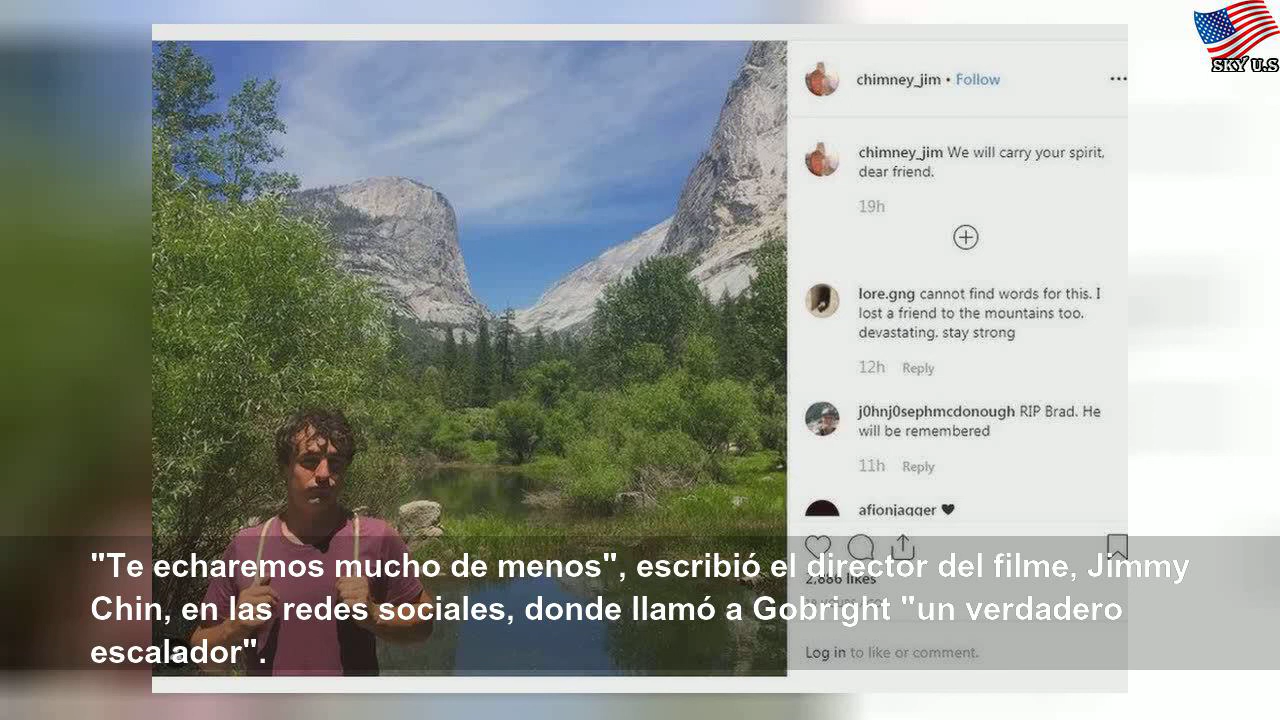 SKY U.S
chimney_jim • Follow
chimney_jim We will carry your spirit,
dear friend.
19h
lore.gng cannot find words for this. I
lost a friend to the mountains too.
devastating. stay strong
12h Reply
j0hnj0sephmcdonough RIP Brad. He
will be remembered
11h Reply
afionjagger
"Te echaremos mucho de menos", escribió el director del filme, Jimmy
Chin, en las redes sociales, donde llamó a Gobright "un verdadero
escalador".
2,886 likes
Log in to like or comment.